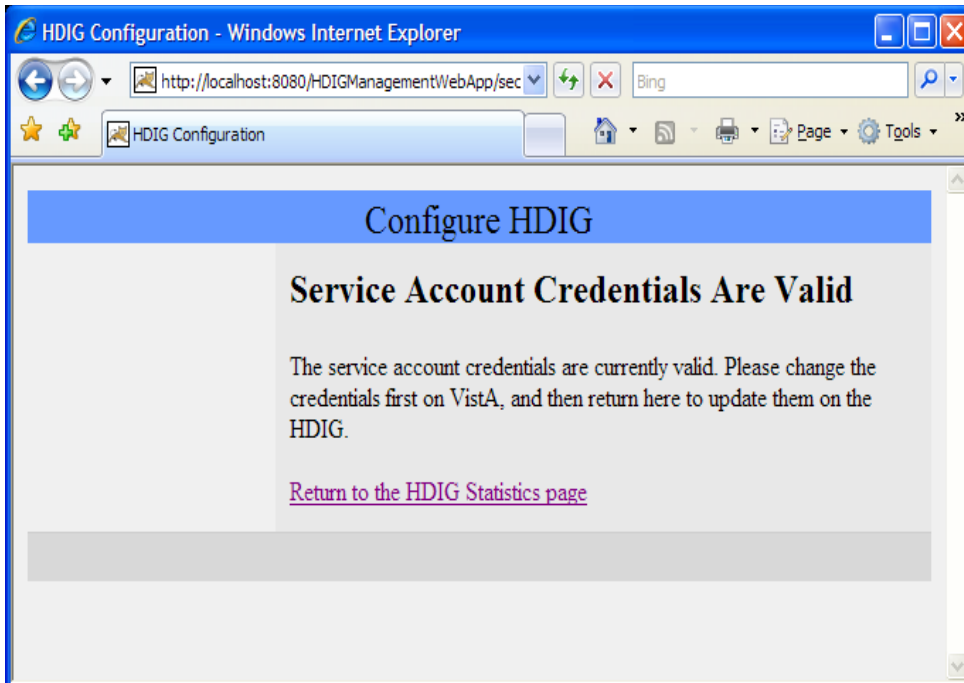 HDIG Configuration - Windows Internet Explorer
http://localhost:8080/HDIGManagementWebApp/sec
Bing
HDIG Configuration
Page
Tools
»
Configure HDIG
Service Account Credentials Are Valid
The service account credentials are currently valid. Please change the
credentials first on VistA, and then return here to update them on the
HDIG.
Return to the HDIG Statistics page